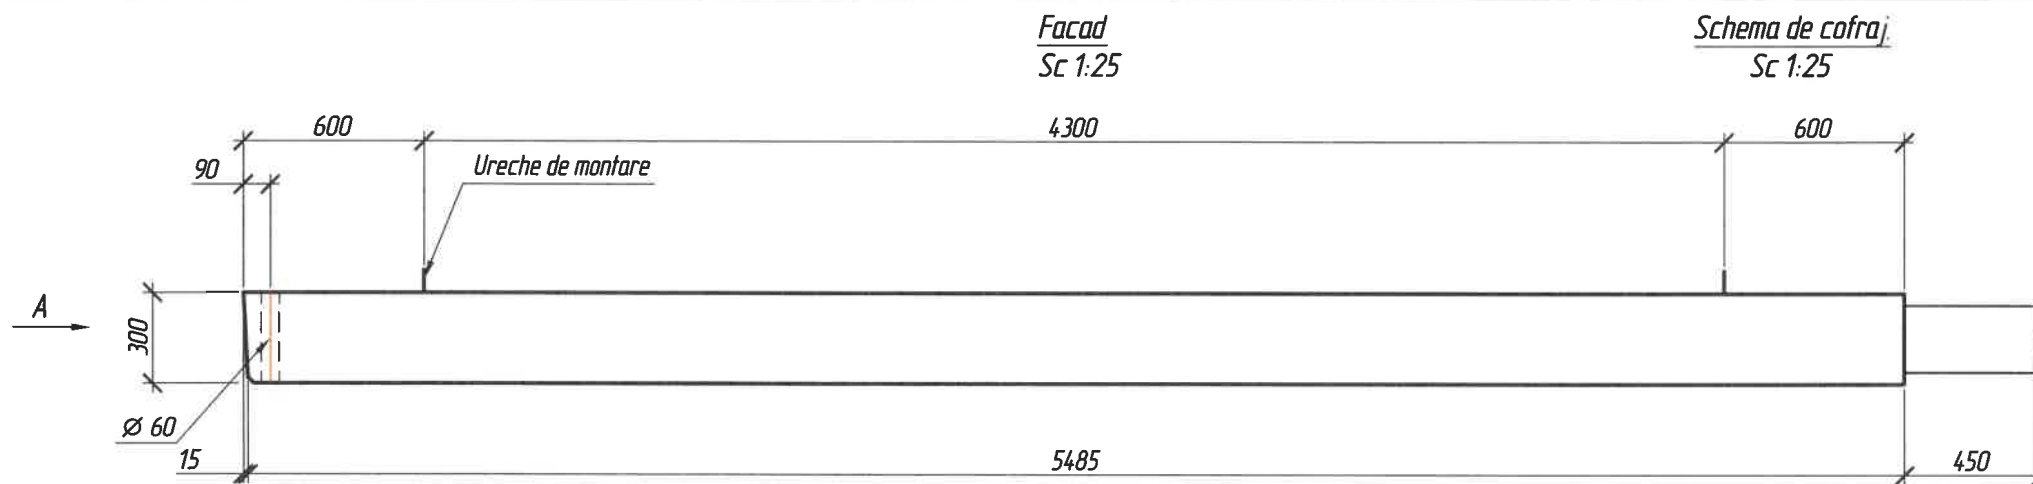 Facad
Sc 1:25
Schema de cofraj.
Sc 1:25
600
4300
600
90
Ureche de montare
A
300
Ø 60
15
5485
450